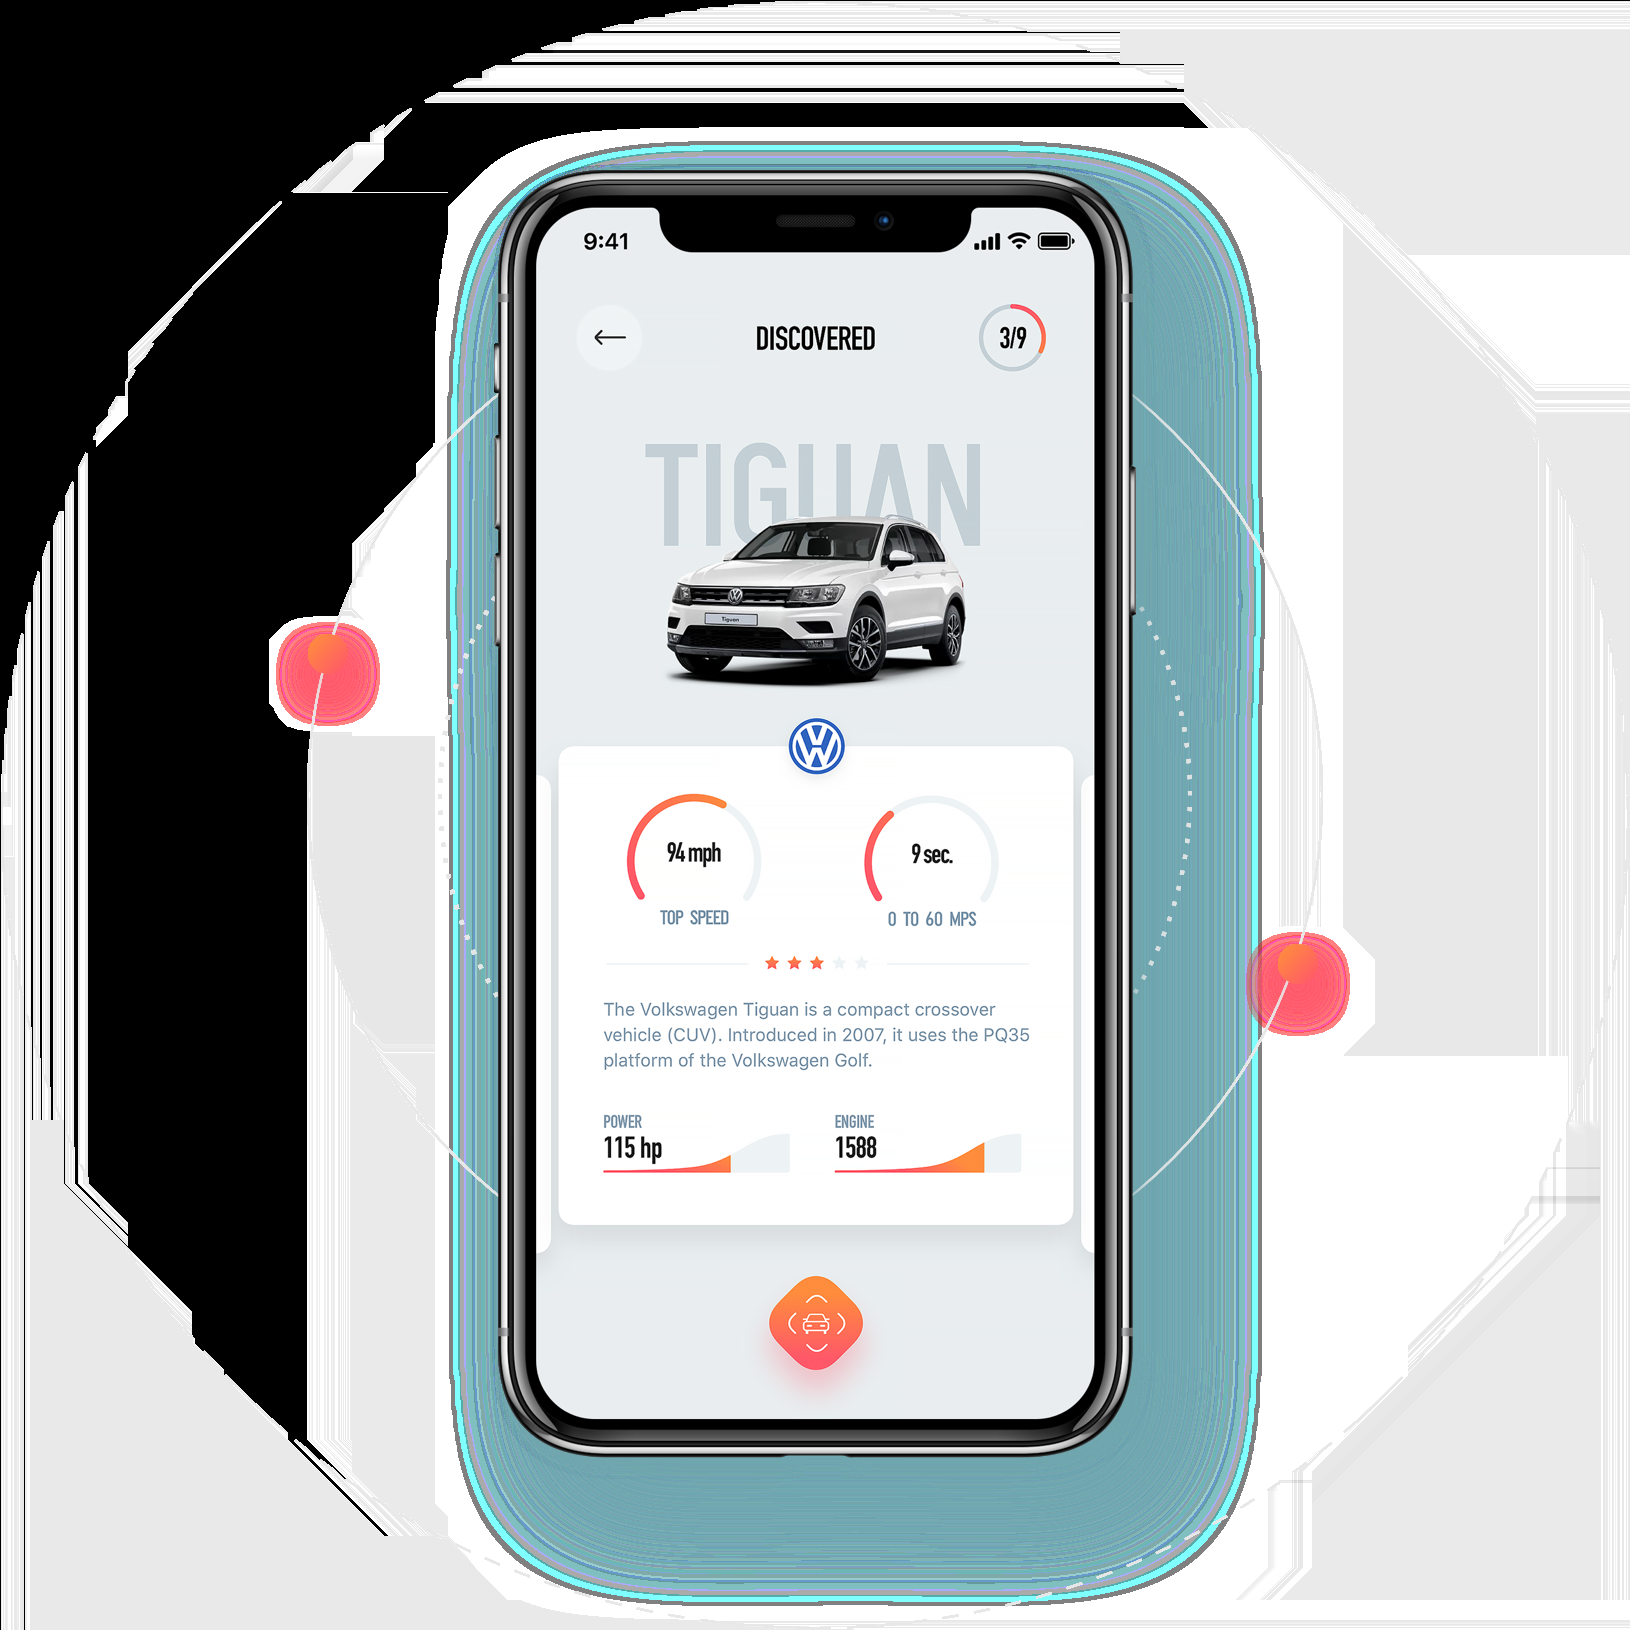 9:41
DISCOVERED
3/9
TIGUAN
Tiguan
94 mph
9 sec.
TOP SPEED
0 TO 60 MPS
The Volkswagen Tiguan is a compact crossover
vehicle (CUV). Introduced in 2007, it uses the PQ35
platform of the Volkswagen Golf.
POWER
ENGINE
115 hp
1588